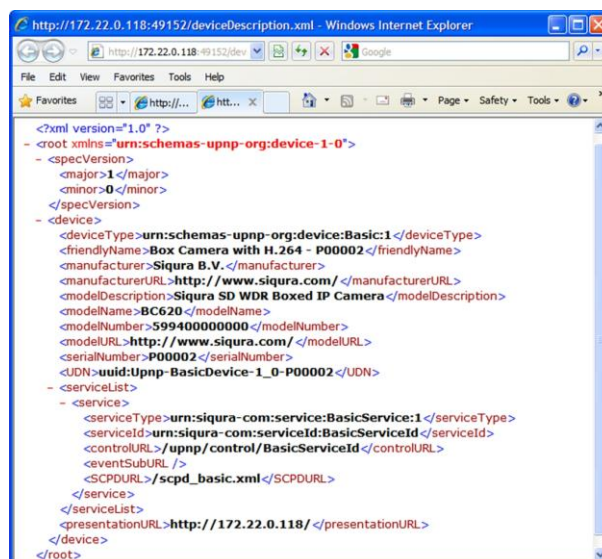 http://172.22.0.118:49152/deviceDescription.xml - Windows Internet Explorer
http://172.22.0.118:49152/dev
Google
File Edit View Favorites Tools Help
Favorites http://... htt... Page Safety Tools
<?xml version="1.0" ?>
- <root xmlns="urn:schemas-upnp-org:device-1-0">
- <specVersion>
<major>1</major>
<minor>0</minor>
</specVersion>
- <device>
<deviceType>urn:schemas-upnp-org:device:Basic:1</deviceType>
<friendlyName>Box Camera with H.264 - P00002</friendlyName>
<manufacturer>Siqura B.V.</manufacturer>
<manufacturerURL>http://www.siqura.com/</manufacturerURL>
<modelDescription>Siqura SD WDR Boxed IP Camera</modelDescription>
<modelName>BC620</modelName>
<modelNumber>599400000000</modelNumber>
<modelURL>http://www.siqura.com/</modelURL>
<serialNumber>P00002</serialNumber>
<UDN>uuid:Upnp-BasicDevice-1_0-P00002</UDN>
- <serviceList>
- <service>
<serviceType>urn:siqura-com:service:BasicService:1</serviceType>
<serviceId>urn:siqura-com:serviceId:BasicServiceId</serviceId>
<controlURL>/upnp/control/BasicServiceId</controlURL>
<eventSubURL />
<SCPDURL>/scpd_basic.xml</SCPDURL>
</service>
</serviceList>
<presentationURL>http://172.22.0.118/</presentationURL>
</device>
</root>